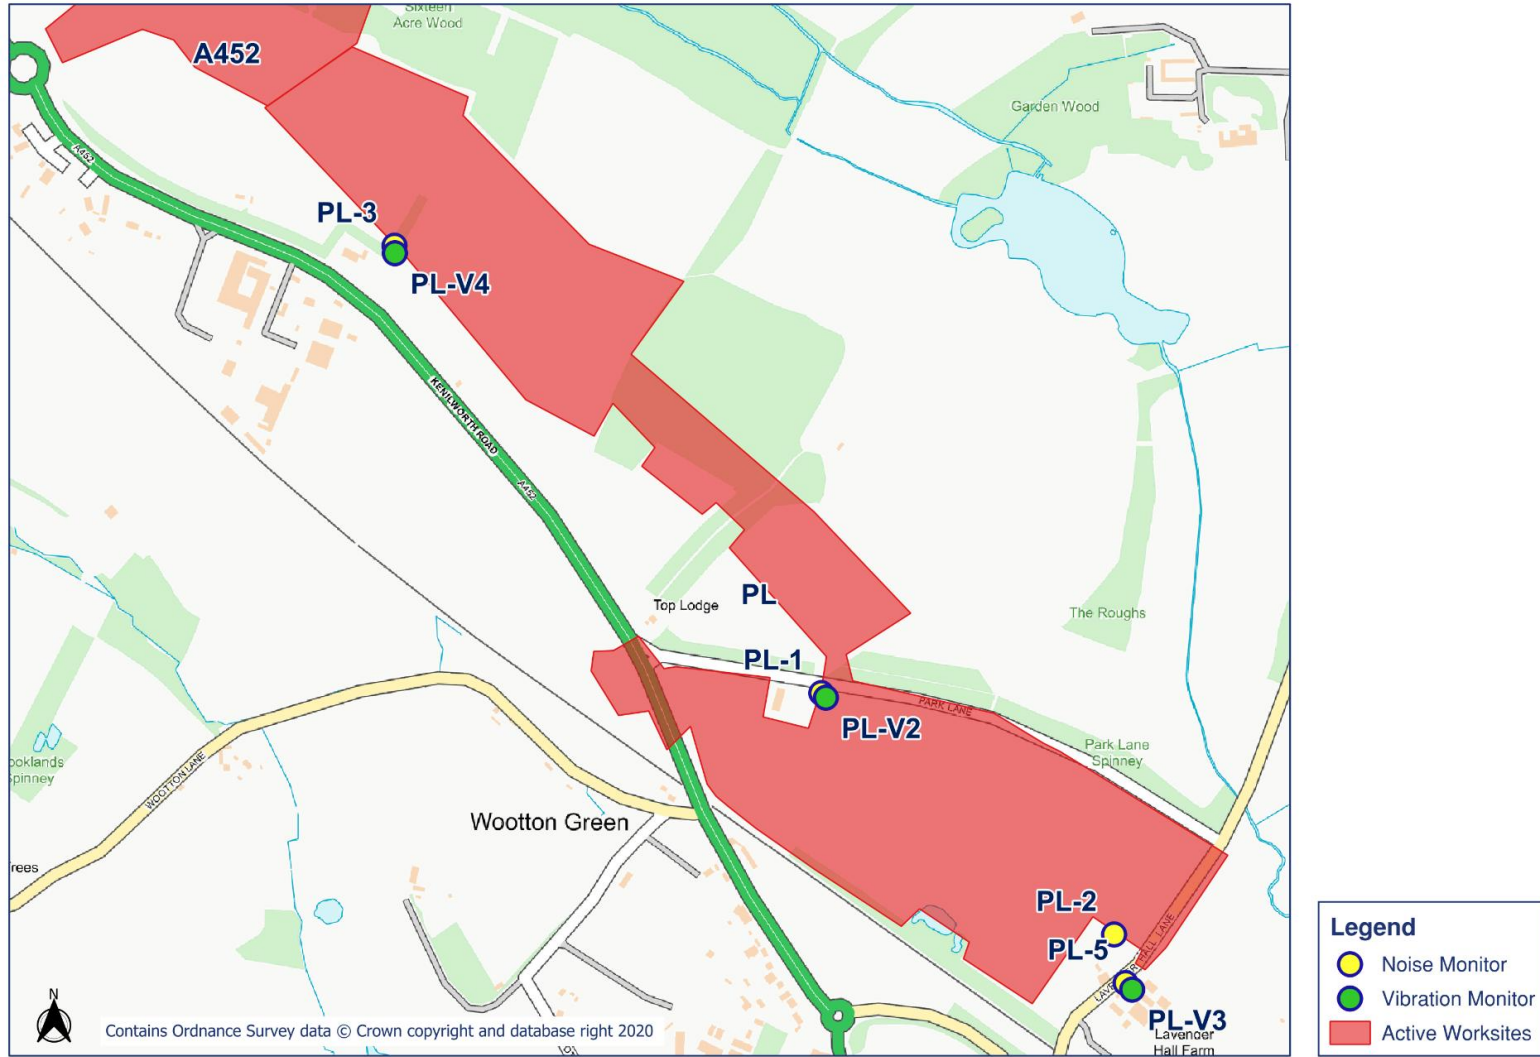 Sixteen
Acre Wood
A452
Garden Wood
A452
PL-3
PL-V4
KENILWORTH ROAD
A452
PL
Top Lodge
The Roughs
PL-1
PARK LANE
PL-V2
Park Lane
Spinney
ooklands
Spinney
WOOTTON LANE
Wootton Green
rees
PL-2
PL-5
HALL LANE
PL-V3
Lavender
Hall Farm
N
Contains Ordnance Survey data © Crown copyright and database right 2020
Legend
Noise Monitor
Vibration Monitor
Active Worksites